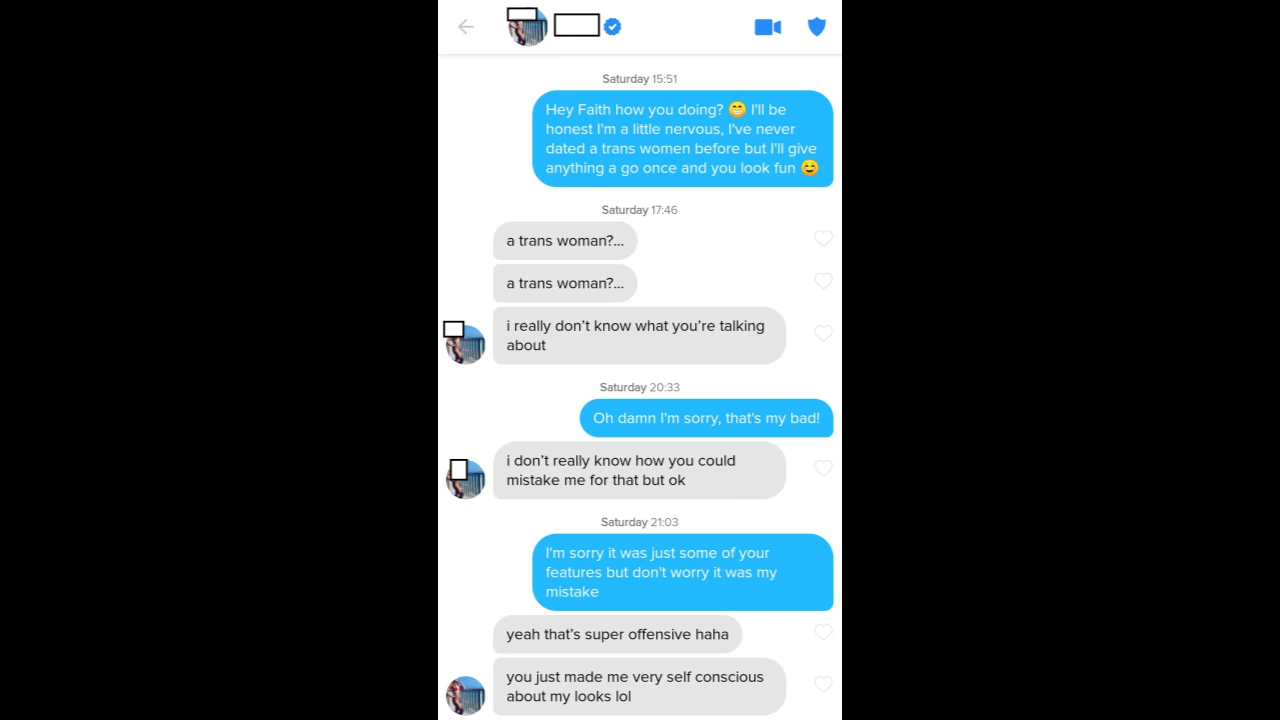 Saturday 15:51
Hey Faith how you doing? 😁 I'll be
honest I'm a little nervous, I've never
dated a trans women before but I'll give
anything a go once and you look fun ☺️
Saturday 17:46
a trans woman?...
a trans woman?...
i really don’t know what you’re talking
about
Saturday 20:33
Oh damn I'm sorry, that's my bad!
i don’t really know how you could
mistake me for that but ok
Saturday 21:03
I'm sorry it was just some of your
features but don't worry it was my
mistake
yeah that’s super offensive haha
you just made me very self conscious
about my looks lol